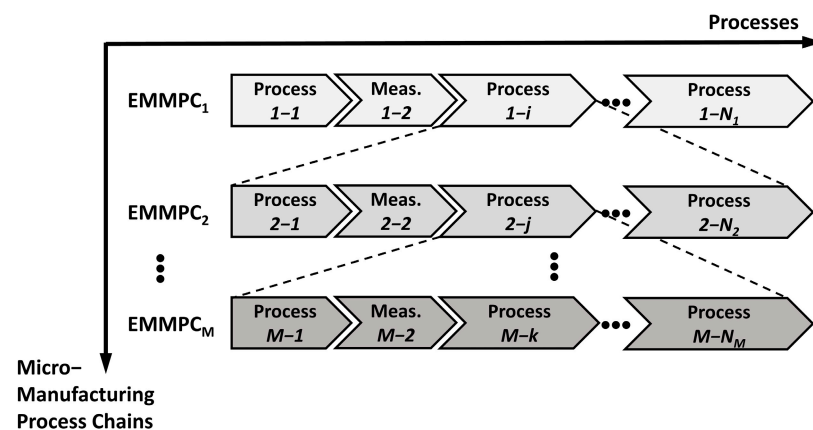 Processes
EMMPC1
Process
1−1
Meas.
1−2
Process
1−i
Process
1−N1
EMMPC2
Process
2−1
Meas.
2−2
Process
2−j
Process
2−N2
EMMPCM
Process
M−1
Meas.
M−2
Process
M−k
Process
M−NM
Micro−
Manufacturing
Process Chains